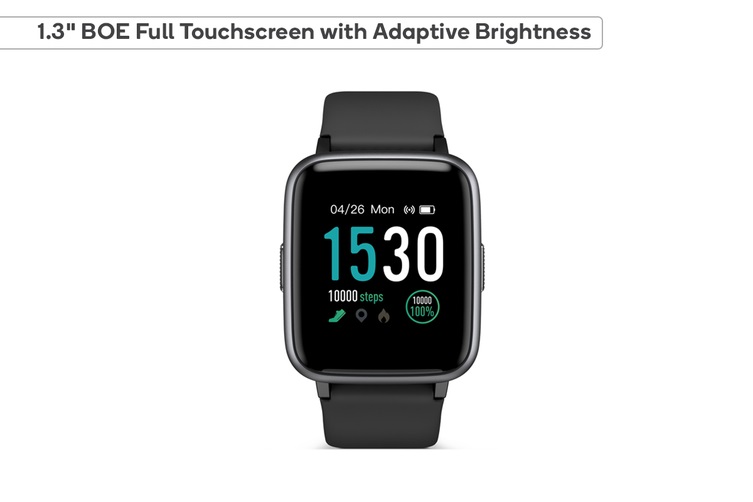 1.3" BOE Full Touchscreen with Adaptive Brightness
04/26 Mon
1530
10000 steps
10000
100%